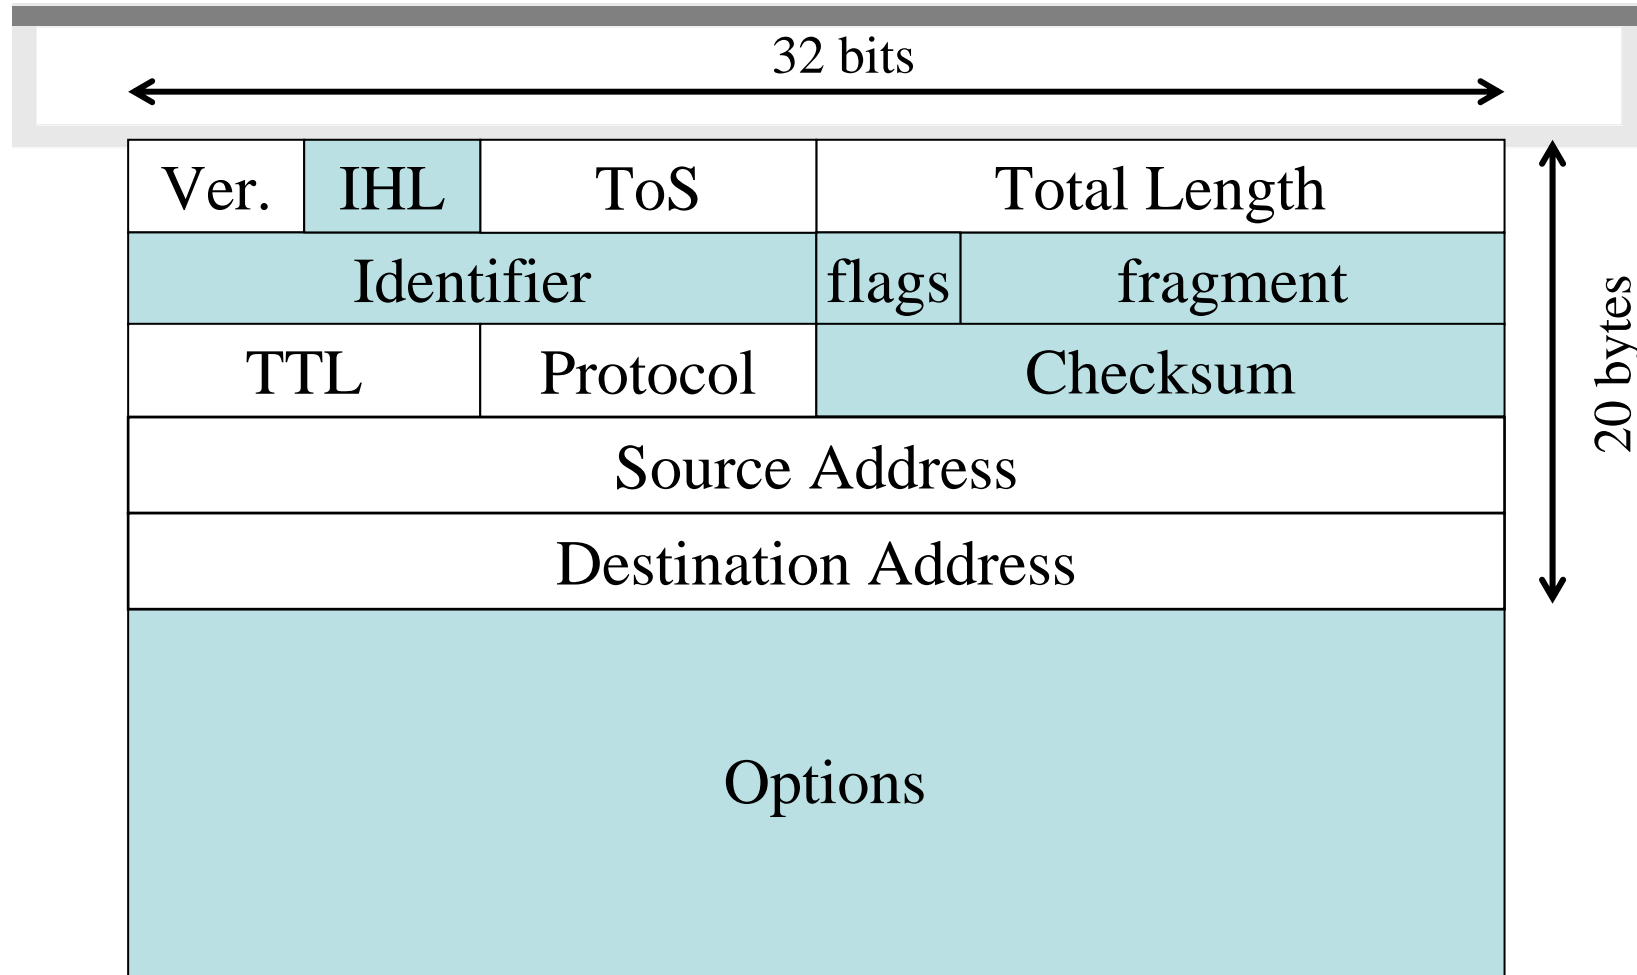 32 bits
Ver. IHL ToS Total Length
Identifier flags fragment
TTL Protocol Checksum
20 bytes
Source Address
Destination Address
Options